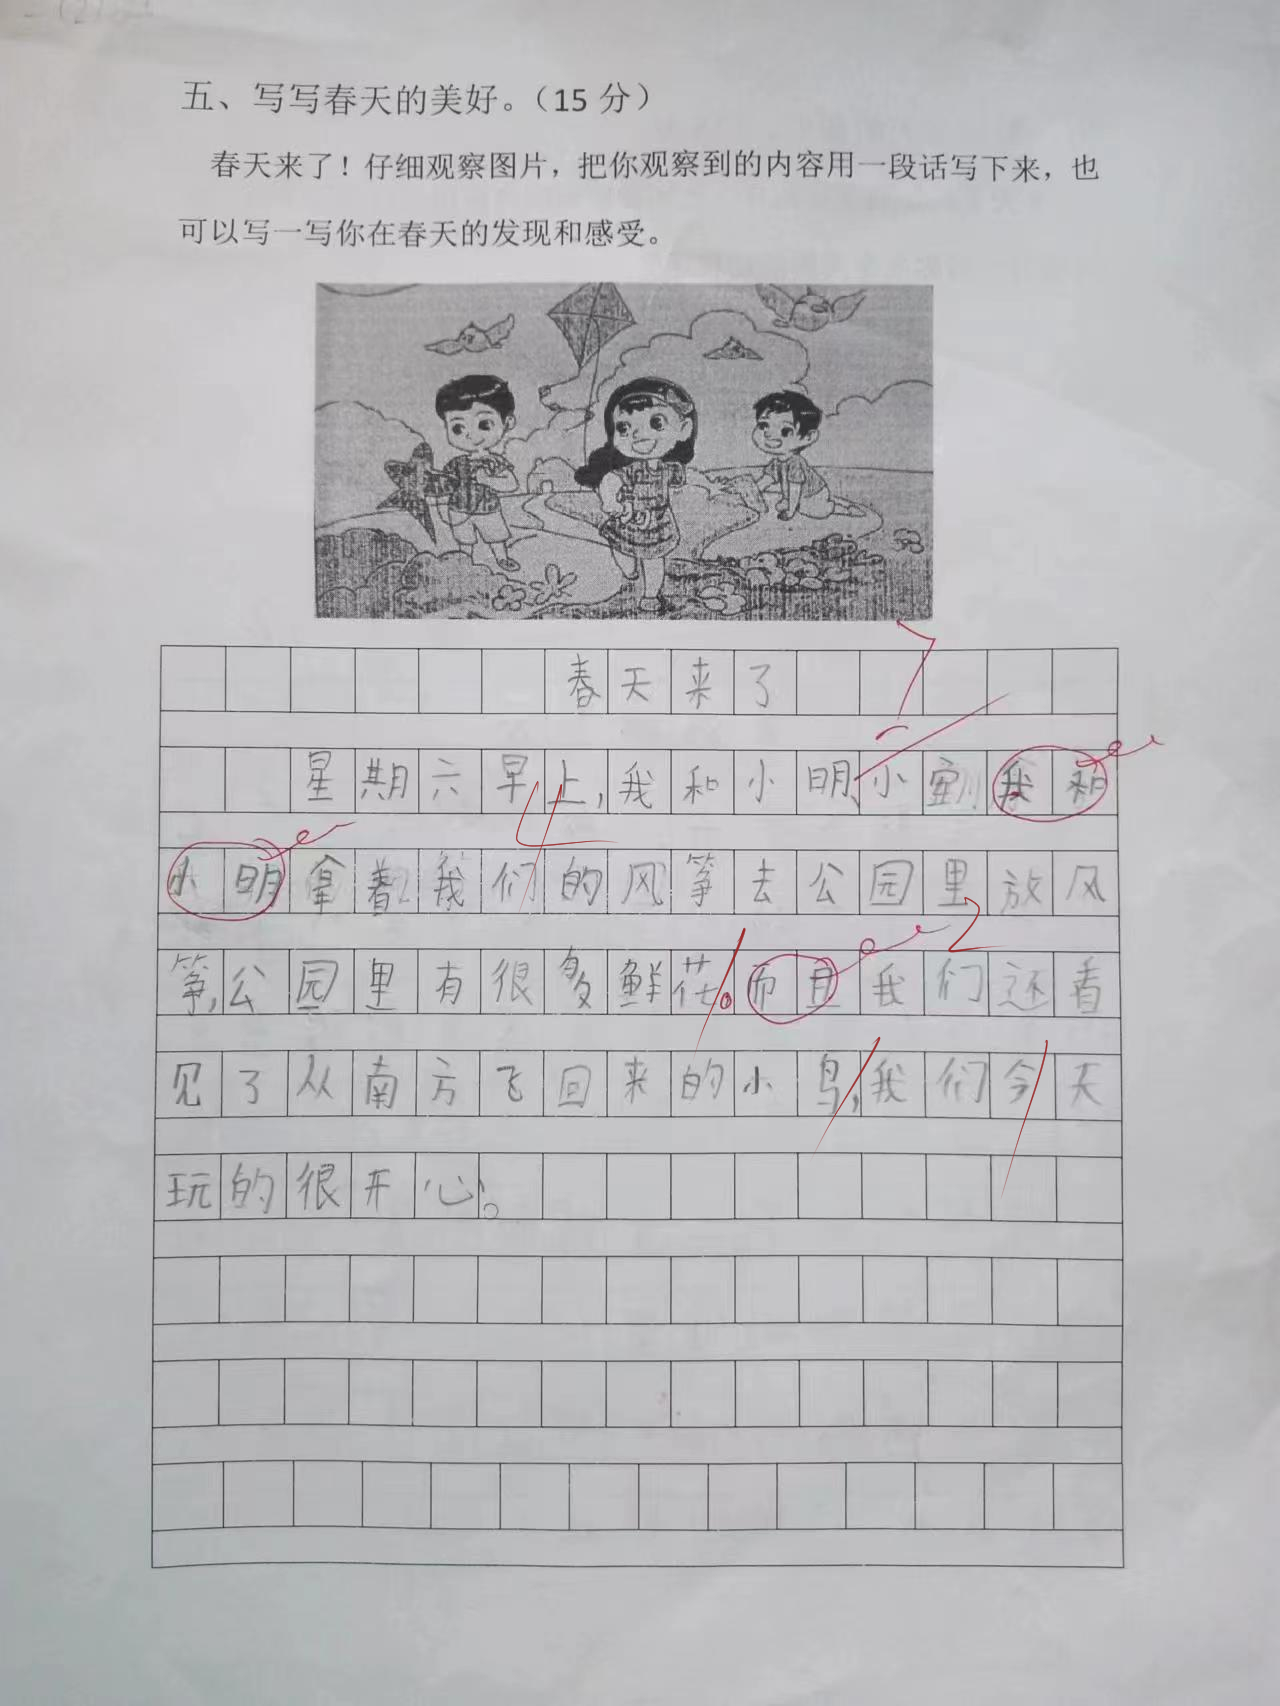 五、写写春天的美好。（15 分）
春天来了！仔细观察图片，把你观察到的内容用一段话写下来，也
可以写一写你在春天的发现和感受。
春天来了
星期六早上，我和小明、小我和
小明拿着我们的风筝去公园里放风
筝，公园里有很多鲜花。而且我们还看
见了从南方飞回来的小鸟，我们今天
玩的很开心。